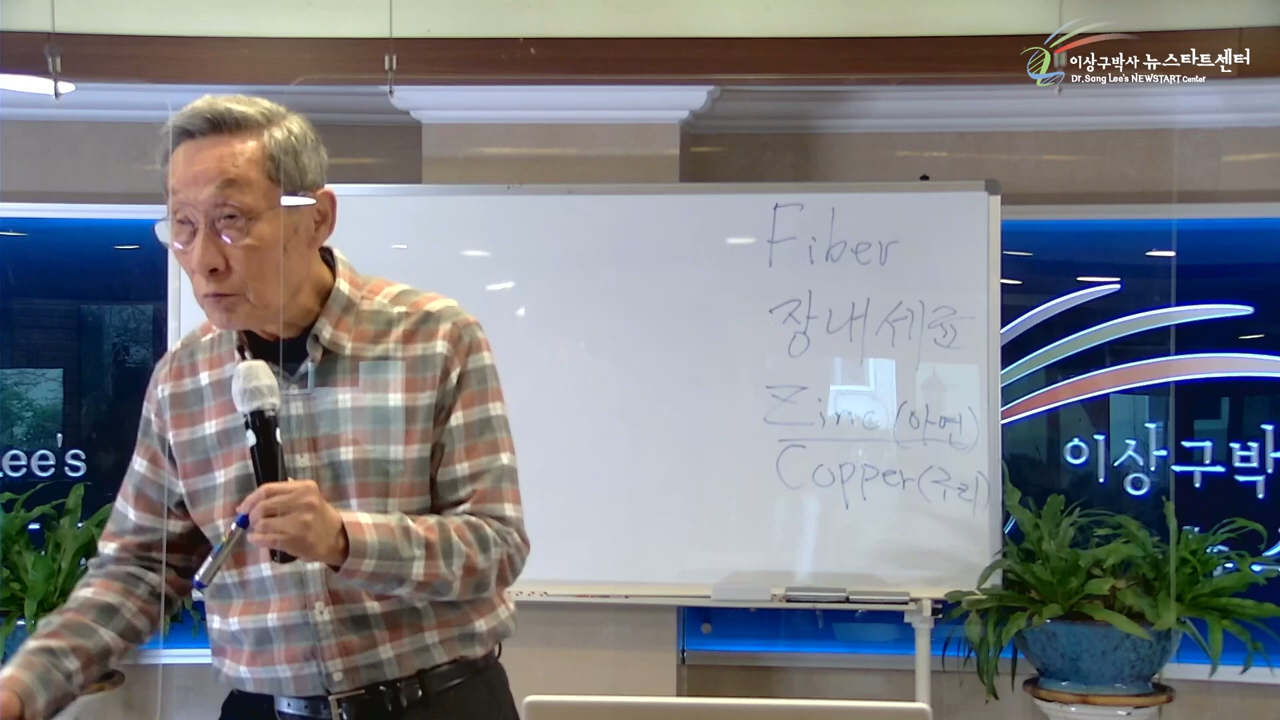 이상구박사 뉴스타트센터
Dr. Sang Lee's NEWSTART Center
Fiber
장내세균
Zinc (아연)
Copper (구리)
Lee's
이상구박